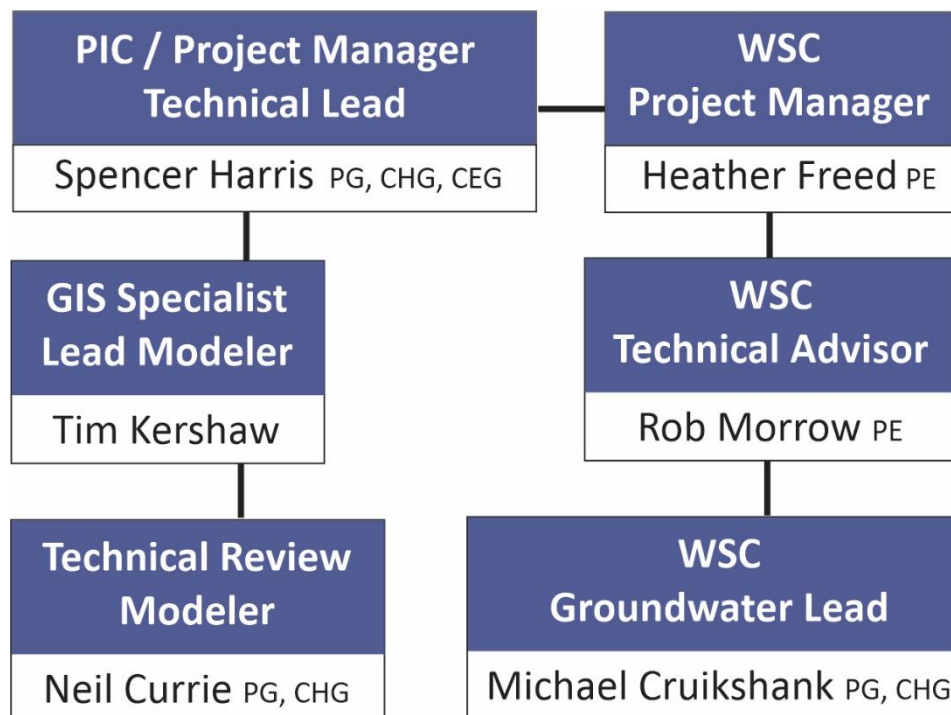 PIC / Project Manager
Technical Lead
Spencer Harris PG, CHG, CEG
WSC
Project Manager
Heather Freed PE
GIS Specialist
Lead Modeler
Tim Kershaw
WSC
Technical Advisor
Rob Morrow PE
Technical Review
Modeler
Neil Currie PG, CHG
WSC
Groundwater Lead
Michael Cruikshank PG, CHG